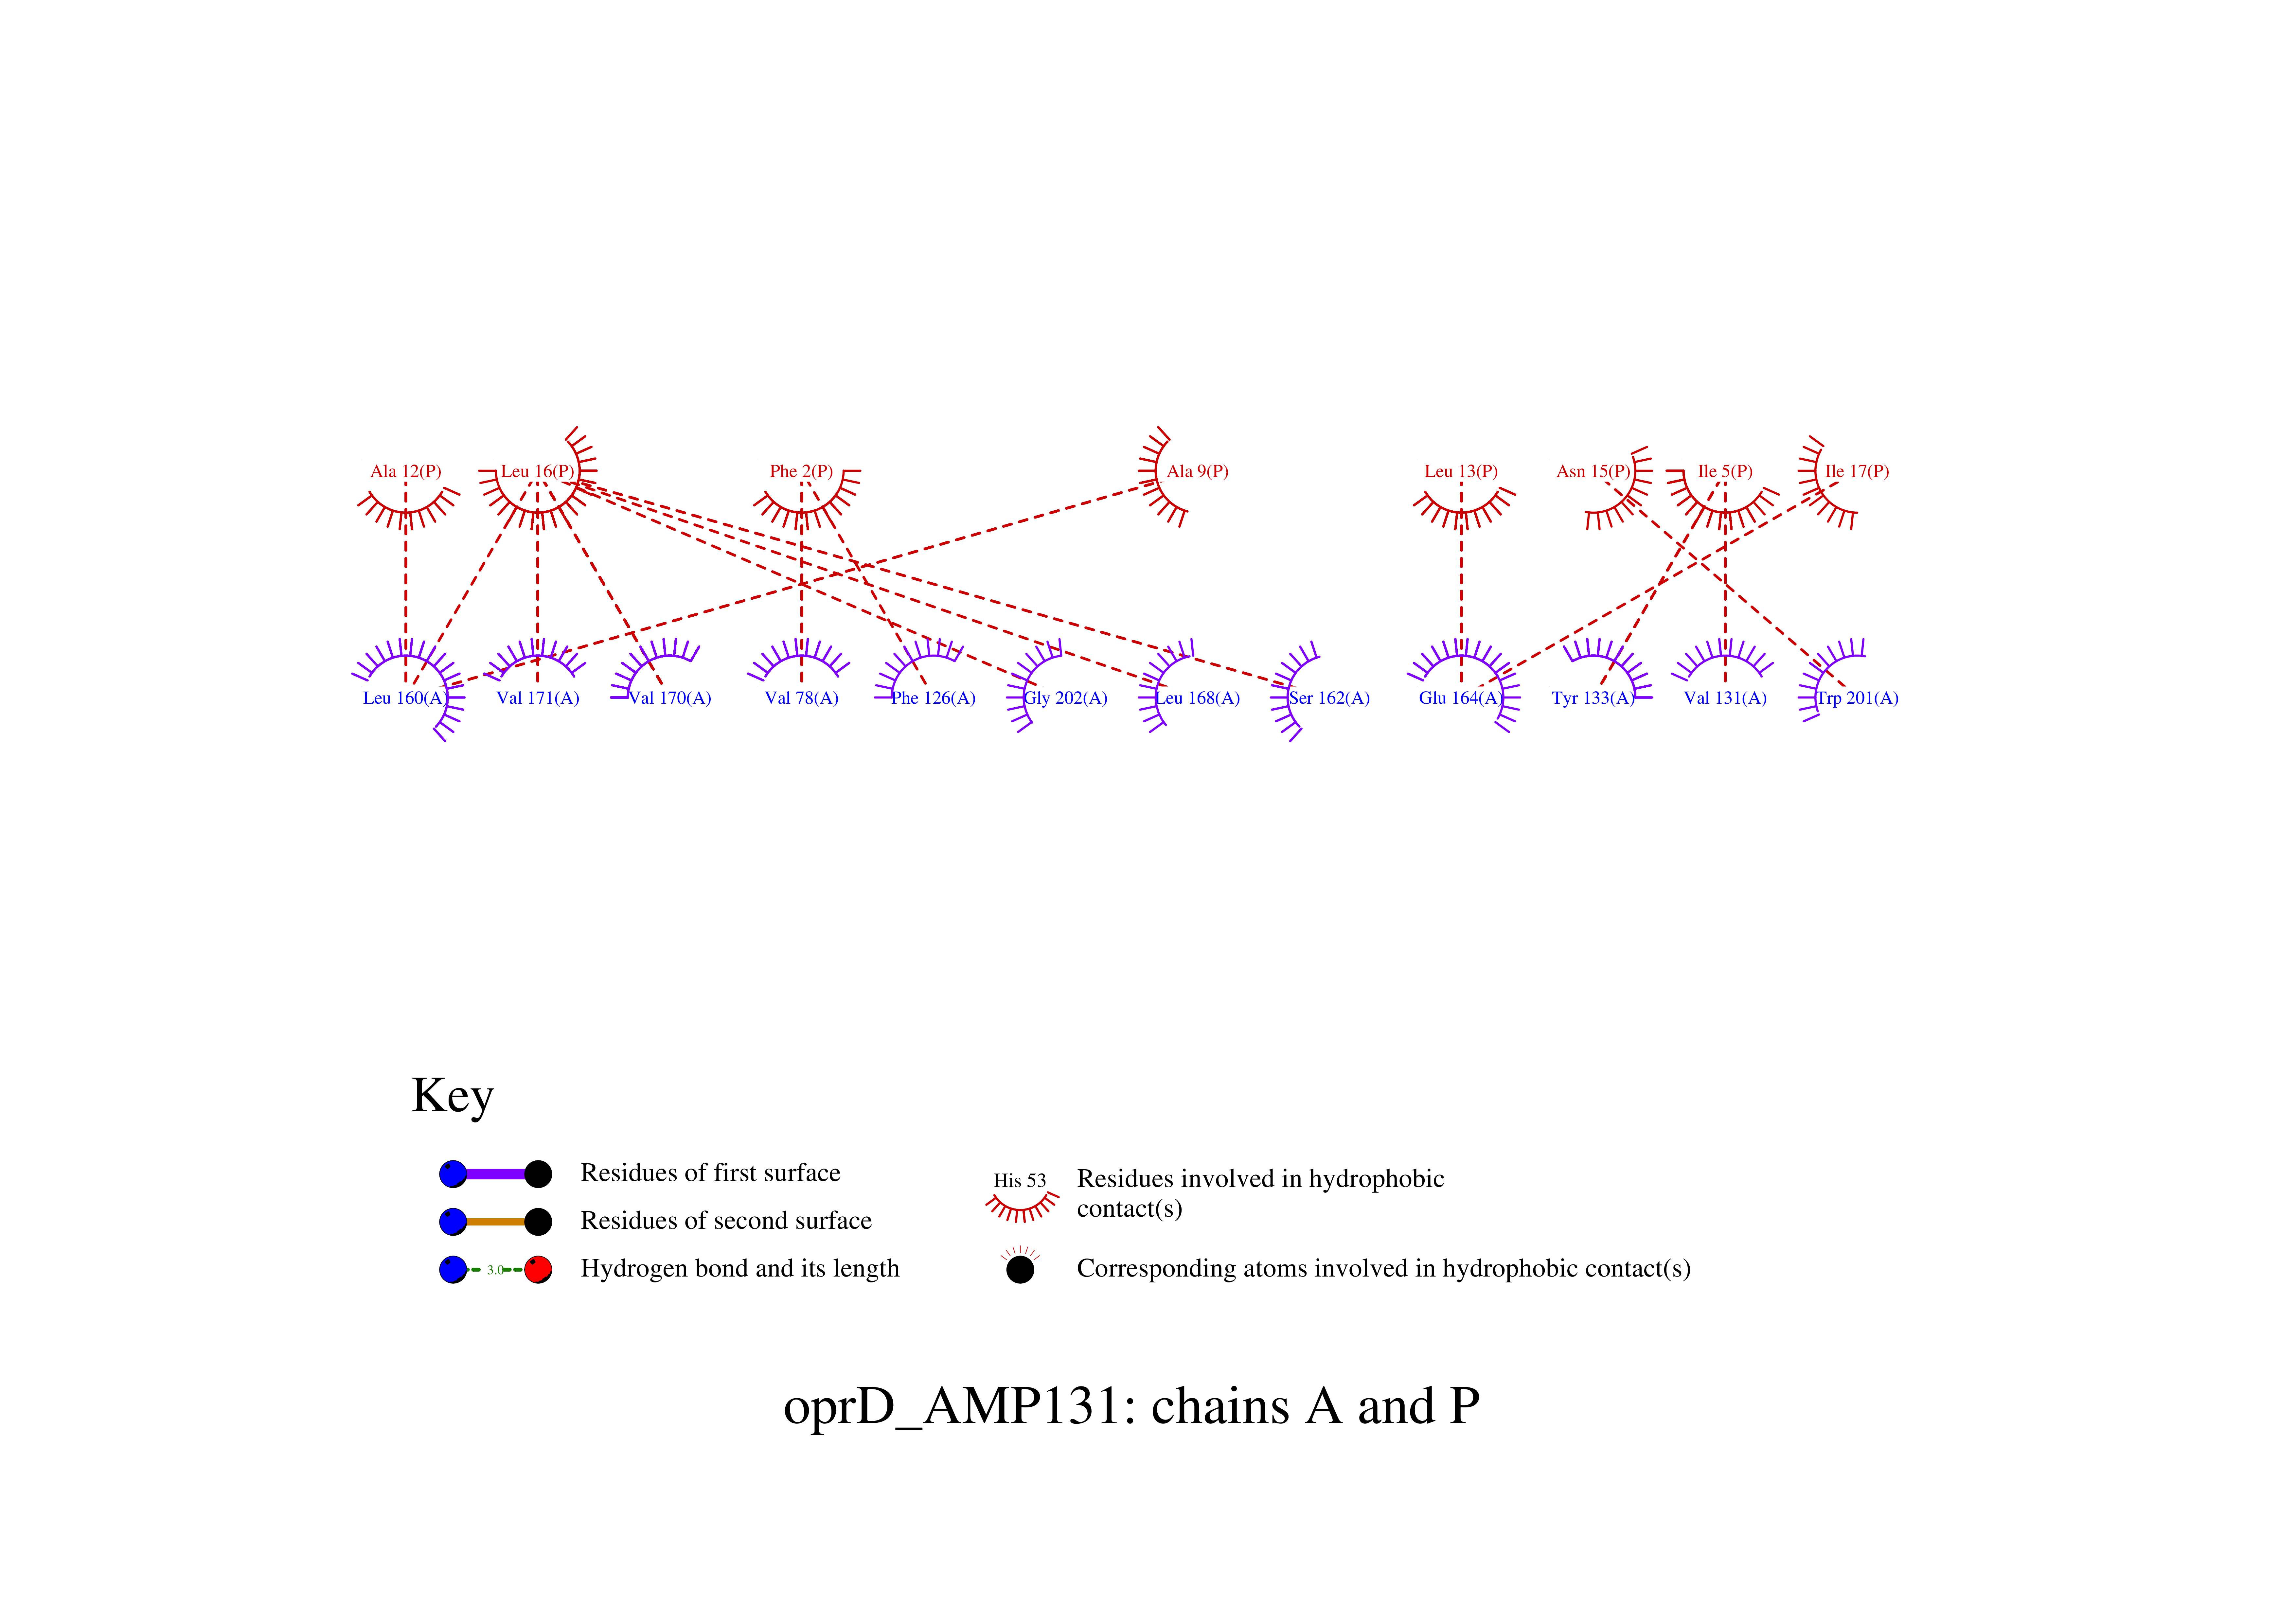 Ala 12(P) Leu 16(P) Phe 2(P) Ala 9(P) Leu 13(P) Asn 15(P) Ile 5(P) Ile 17(P)
Leu 160(A) Val 171(A) Val 170(A) Val 78(A) Phe 126(A) Gly 202(A) Leu 168(A) Ser 162(A) Glu 164(A) Tyr 133(A) Val 131(A) Trp 201(A)
Key
Residues of first surface
Residues of second surface
3.0 Hydrogen bond and its length
His 53 Residues involved in hydrophobic
contact(s)
Corresponding atoms involved in hydrophobic contact(s)
oprD_AMP131: chains A and P